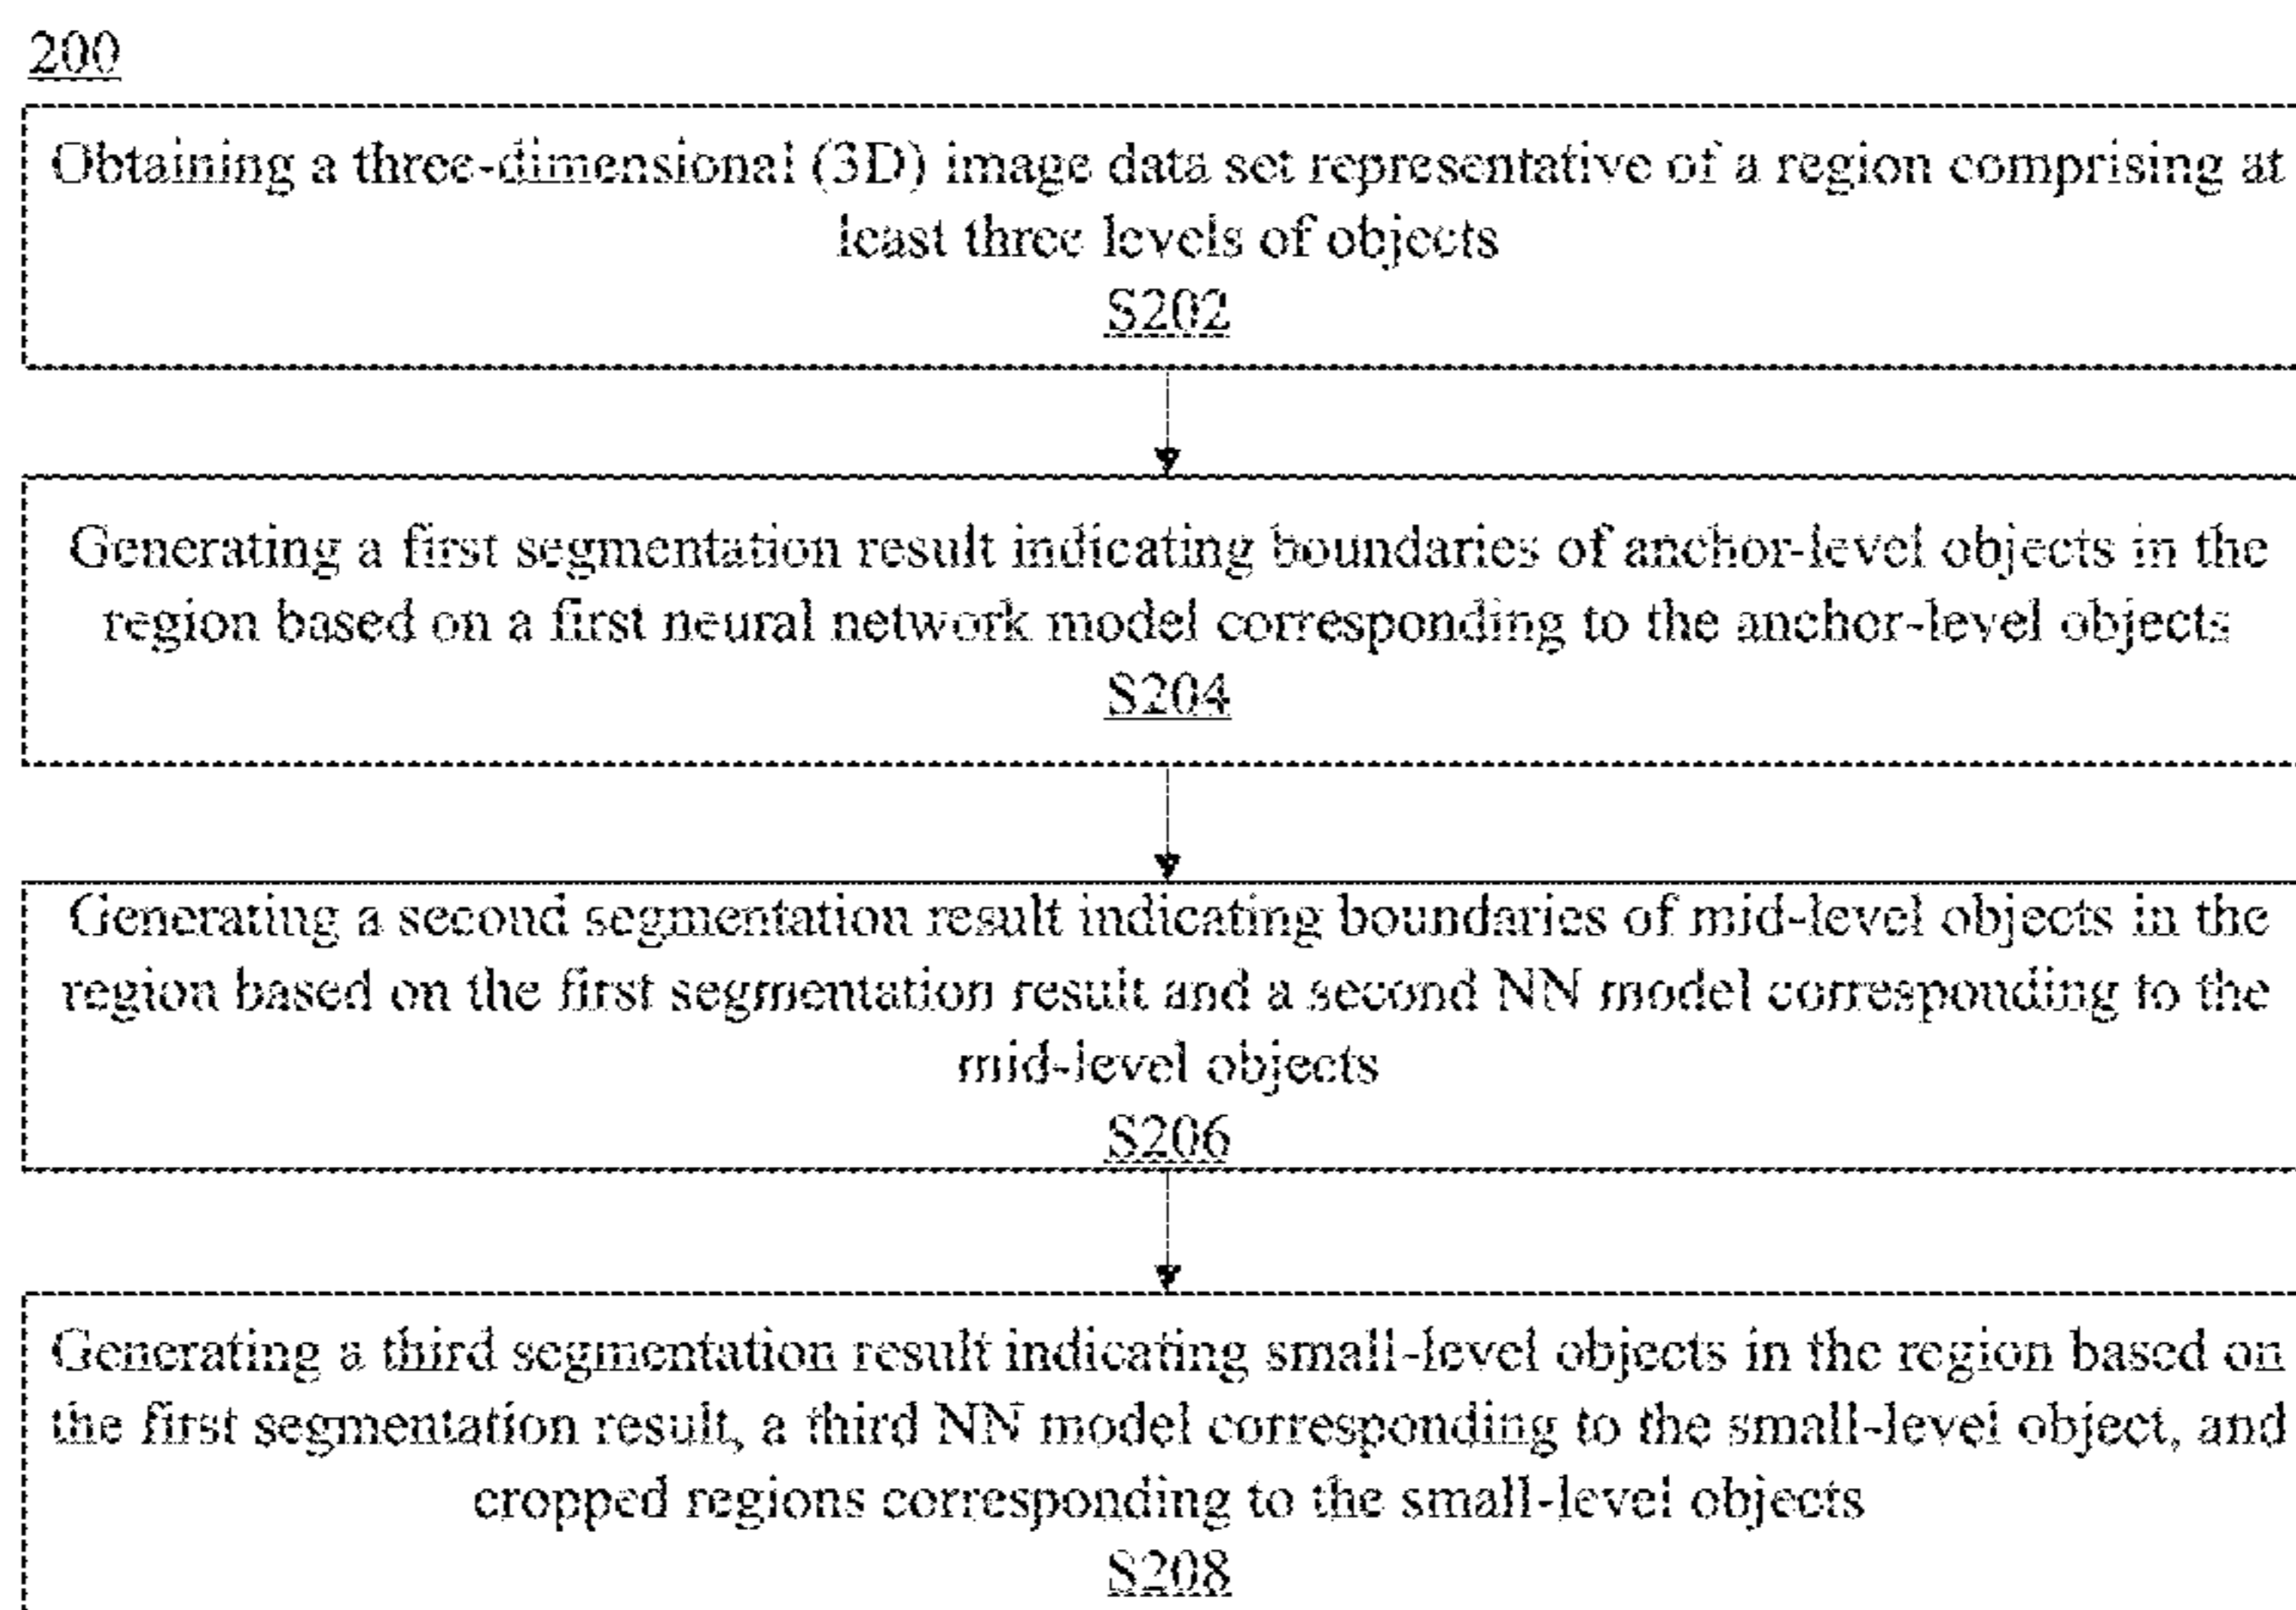 200
Obtaining a three-dimensional (3D) image data set representative of a region comprising at
least three levels of objects
S202
Generating a first segmentation result indicating boundaries of anchor-level objects in the
region based on a first neural network model corresponding to the anchor-level objects
S204
Generating a second segmentation result indicating boundaries of mid-level objects in the
region based on the first segmentation result and a second NN model corresponding to the
mid-level objects
S206
Generating a third segmentation result indicating small-level objects in the region based on
the first segmentation result, a third NN model corresponding to the small-level object, and
cropped regions corresponding to the small-level objects
S208